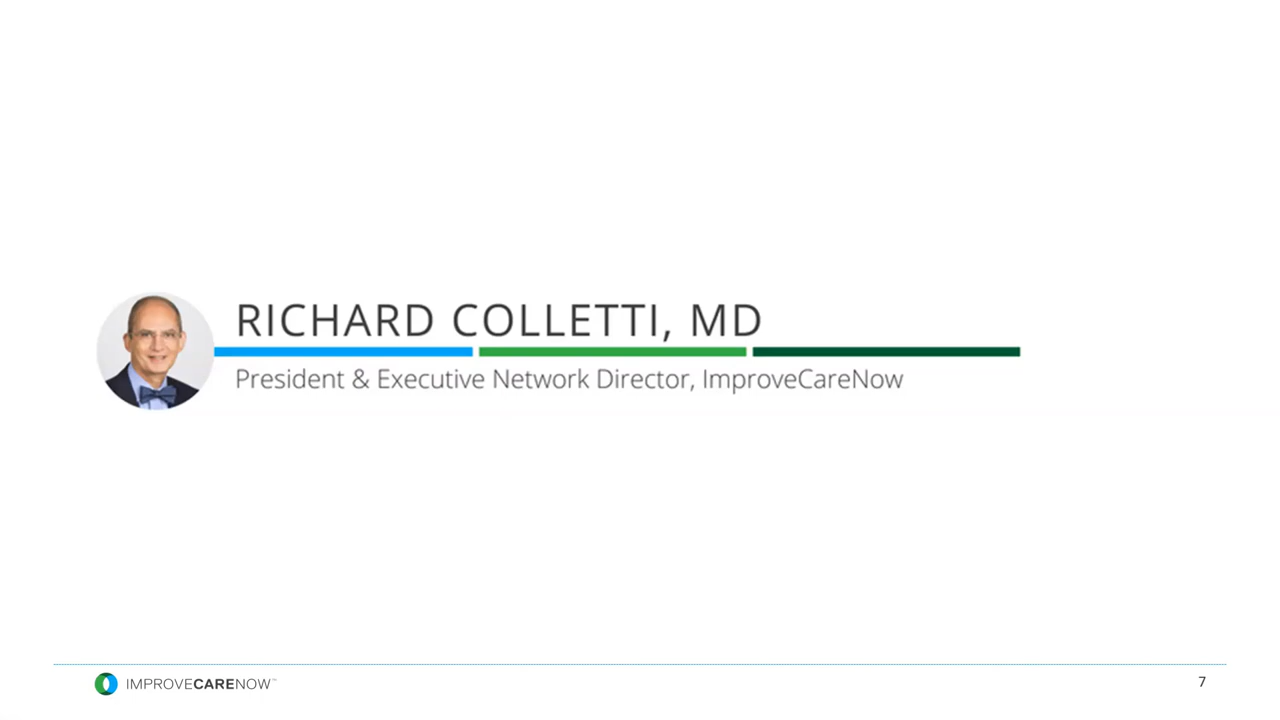 RICHARD COLLETTI, MD
President & Executive Network Director, ImproveCareNow
IMPROVECARENOW™
7